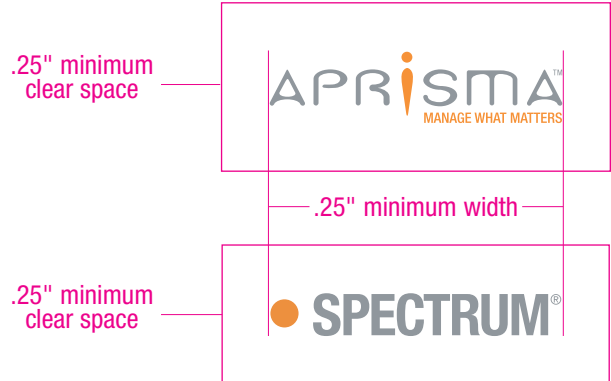 .25" minimum
clear space
APRiSMA™
MANAGE WHAT MATTERS
.25" minimum width
.25" minimum
clear space
SPECTRUM®